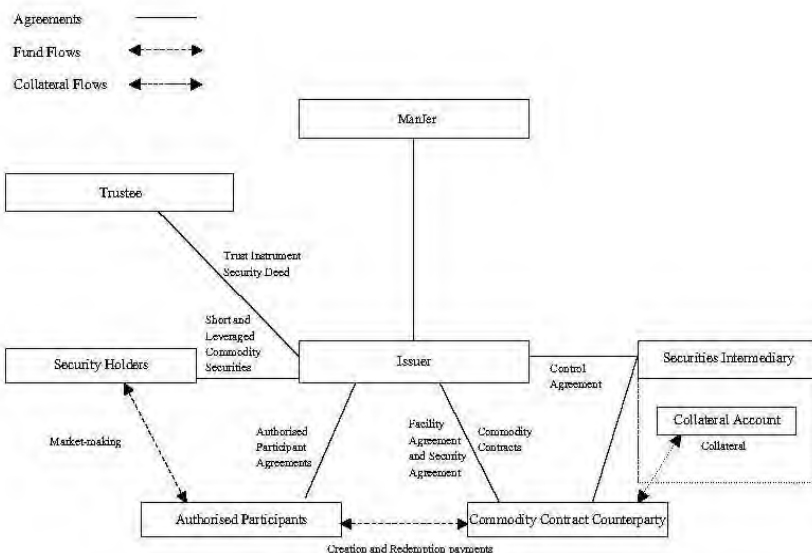 Agreements
Fund Flows
Collateral Flows
ManJer
Trustee
Trust Instrument
Security Deed
Short and
Leveraged
Commodity
Securities
Security Holders
Issuer
Securities Intermediary
Control
Agreement
Collateral Account
Collateral
Market-making
Authorised
Participant
Agreements
Facility
Agreement
and Security
Agreement
Commodity
Contracts
Authorised Participants
Commodity Contract Counterparty
Creation and Redemption payments